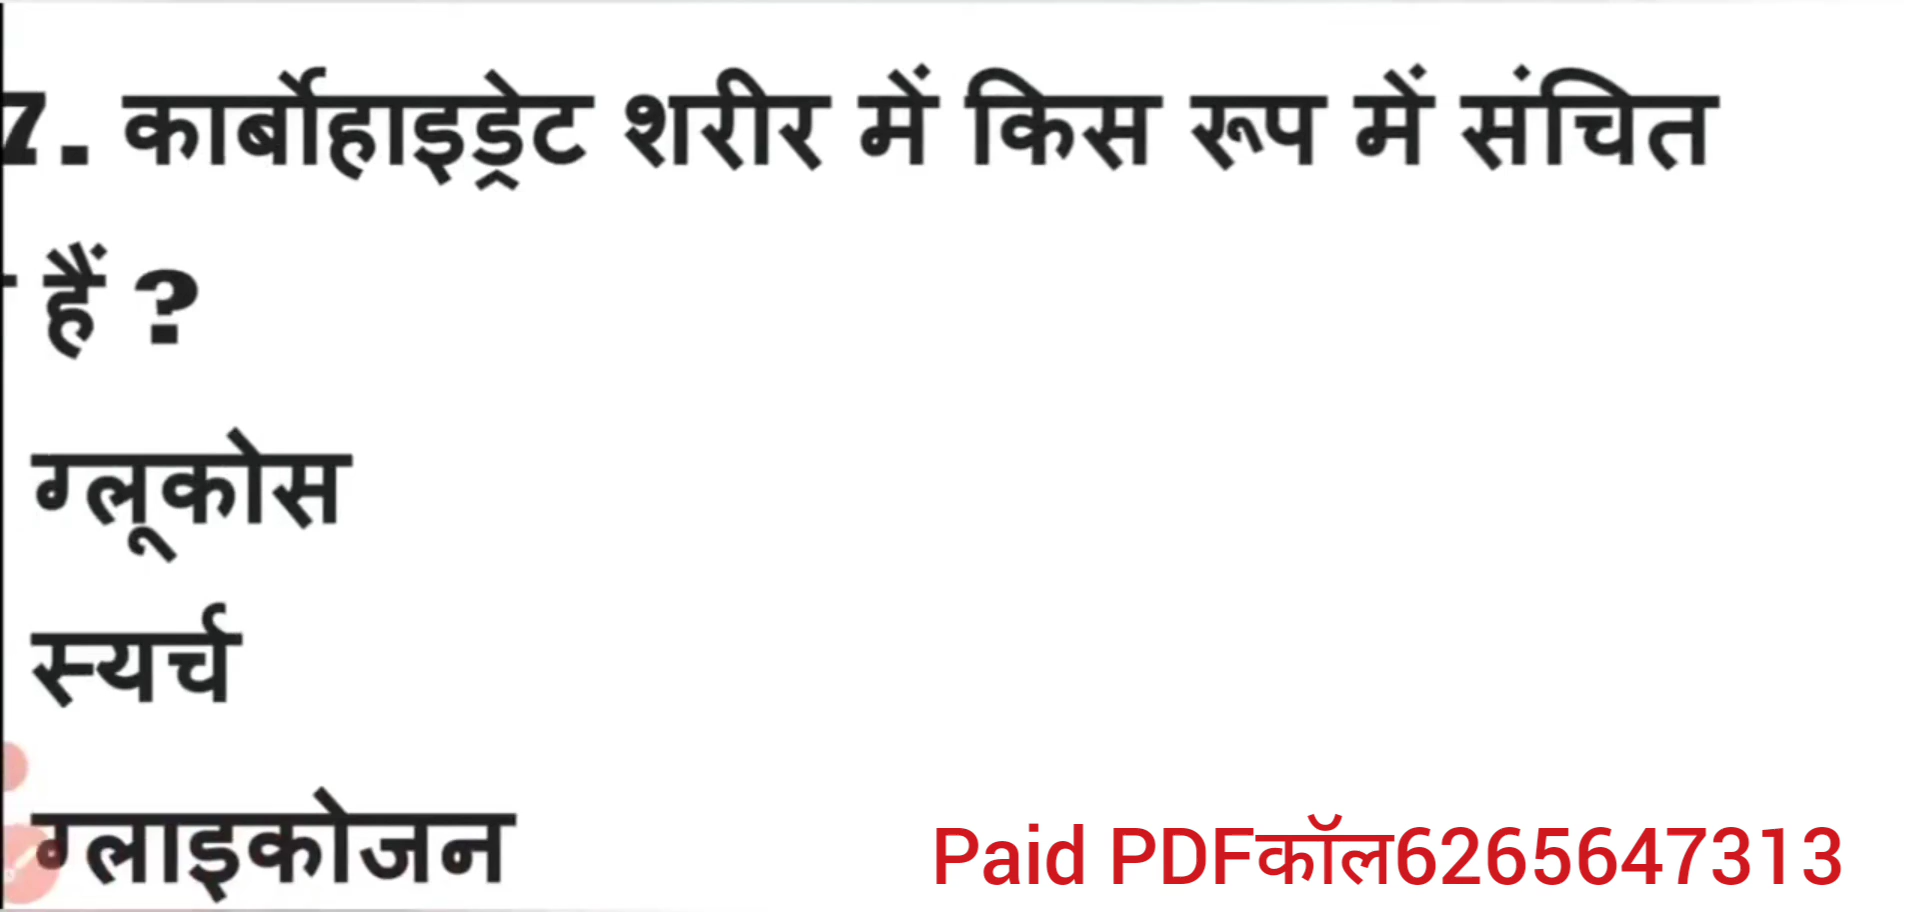 7. कार्बोहाइड्रेट शरीर में किस रूप में संचित
हैं ?
ग्लूकोस
स्यर्च
ग्लाइकोजन
Paid PDFकॉल6265647313